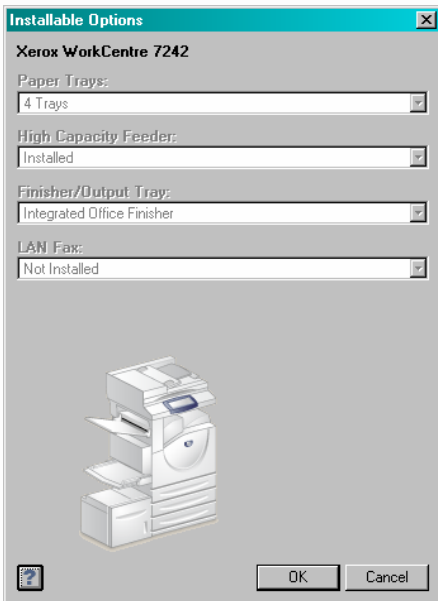 Installable Options
Xerox WorkCentre 7242
Paper Trays:
4 Trays
High Capacity Feeder:
Installed
Finisher/Output Tray:
Integrated Office Finisher
LAN Fax:
Not Installed
?
OK Cancel